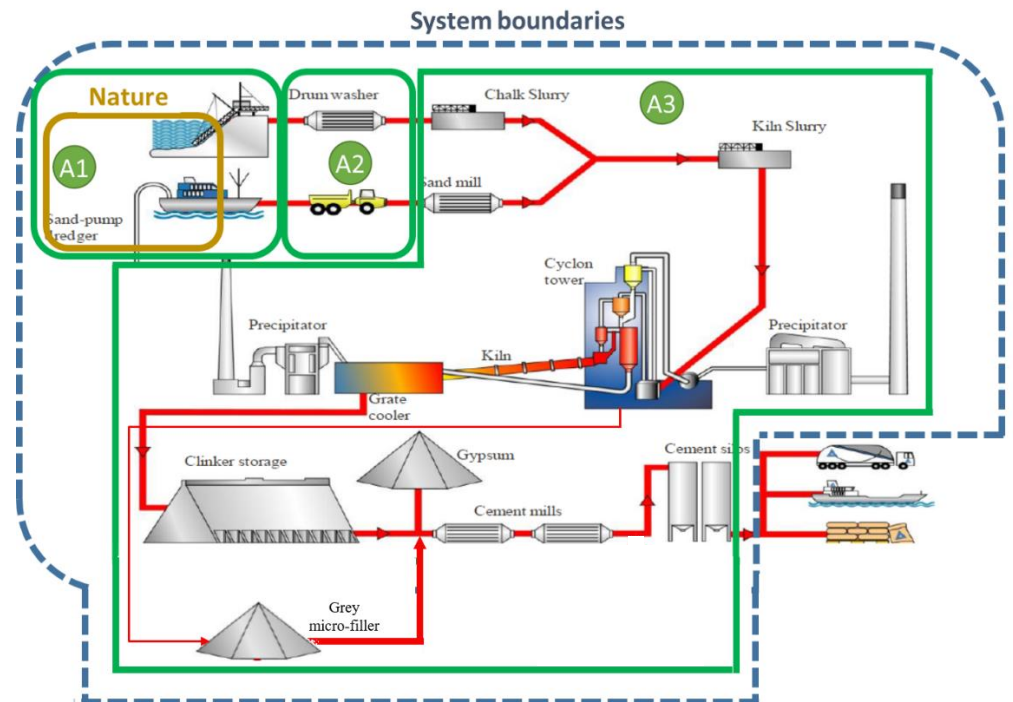 System boundaries
Nature
Drum washer
Chalk Slurry
A3
Kiln Slurry
A1
A2
Sand mill
Sand-pump
dredger
Cyclon
tower
Precipitator
Kiln
Precipitator
Grate
cooler
Clinker storage
Gypsum
Cement silos
Cement mills
Grey
micro-filler